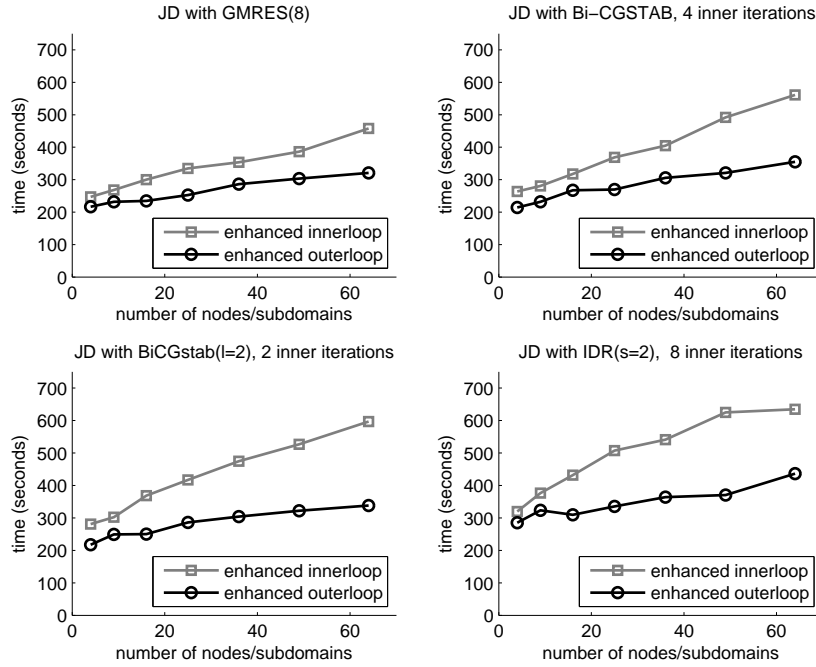 JD with GMRES(8)
700
600
500
400
300
200
100
0
time (seconds)
0 20 40 60
number of nodes/subdomains
enhanced innerloop
enhanced outerloop
JD with Bi−CGSTAB, 4 inner iterations
700
600
500
400
300
200
100
0
time (seconds)
0 20 40 60
number of nodes/subdomains
enhanced innerloop
enhanced outerloop
JD with BiCGstab(l=2), 2 inner iterations
700
600
500
400
300
200
100
0
time (seconds)
0 20 40 60
number of nodes/subdomains
enhanced innerloop
enhanced outerloop
JD with IDR(s=2), 8 inner iterations
700
600
500
400
300
200
100
0
time (seconds)
0 20 40 60
number of nodes/subdomains
enhanced innerloop
enhanced outerloop